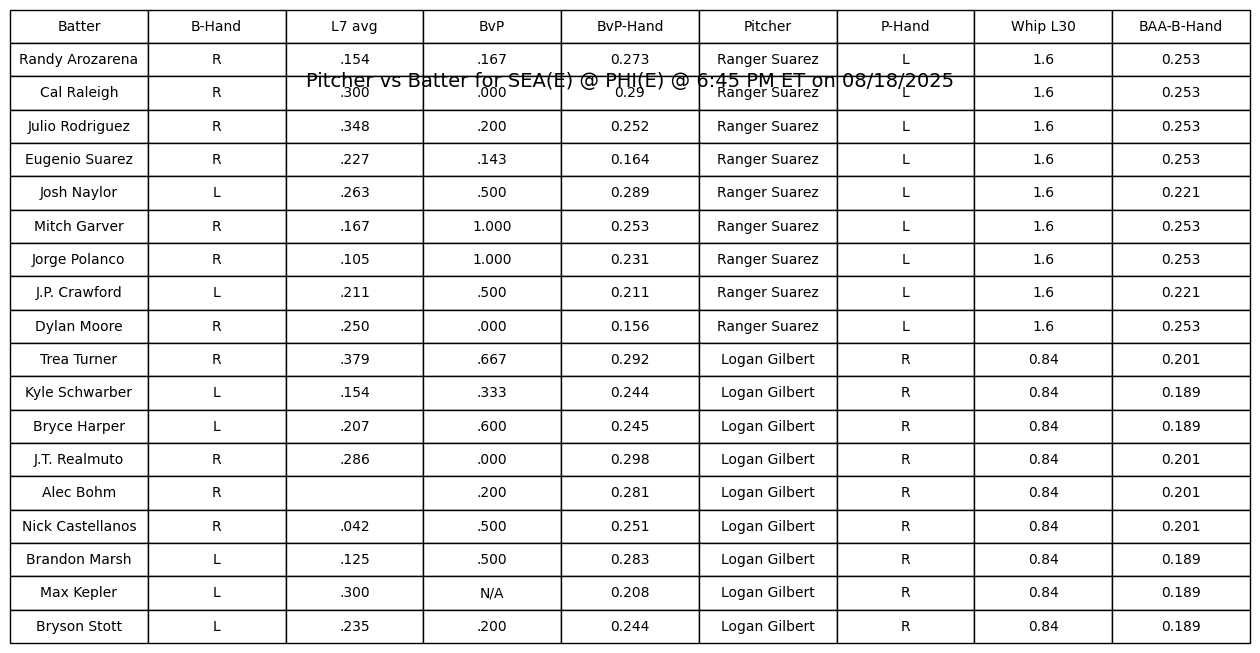 Batter B-Hand L7 avg BvP BvP-Hand Pitcher P-Hand Whip L30 BAA-B-Hand
Randy Arozarena R .154 .167 0.273 Ranger Suarez L 1.6 0.253
Pitcher vs Batter for SEA(E) @ PHI(E) @ 6:45 PM ET on 08/18/2025
Cal Raleigh R .300 .000 0.29 Ranger Suarez L 1.6 0.253
Julio Rodriguez R .348 .200 0.252 Ranger Suarez L 1.6 0.253
Eugenio Suarez R .227 .143 0.164 Ranger Suarez L 1.6 0.253
Josh Naylor L .263 .500 0.289 Ranger Suarez L 1.6 0.221
Mitch Garver R .167 1.000 0.253 Ranger Suarez L 1.6 0.253
Jorge Polanco R .105 1.000 0.231 Ranger Suarez L 1.6 0.253
J.P. Crawford L .211 .500 0.211 Ranger Suarez L 1.6 0.221
Dylan Moore R .250 .000 0.156 Ranger Suarez L 1.6 0.253
Trea Turner R .379 .667 0.292 Logan Gilbert R 0.84 0.201
Kyle Schwarber L .154 .333 0.244 Logan Gilbert R 0.84 0.189
Bryce Harper L .207 .600 0.245 Logan Gilbert R 0.84 0.189
J.T. Realmuto R .286 .000 0.298 Logan Gilbert R 0.84 0.201
Alec Bohm R .200 0.281 Logan Gilbert R 0.84 0.201
Nick Castellanos R .042 .500 0.251 Logan Gilbert R 0.84 0.201
Brandon Marsh L .125 .500 0.283 Logan Gilbert R 0.84 0.189
Max Kepler L .300 N/A 0.208 Logan Gilbert R 0.84 0.189
Bryson Stott L .235 .200 0.244 Logan Gilbert R 0.84 0.189